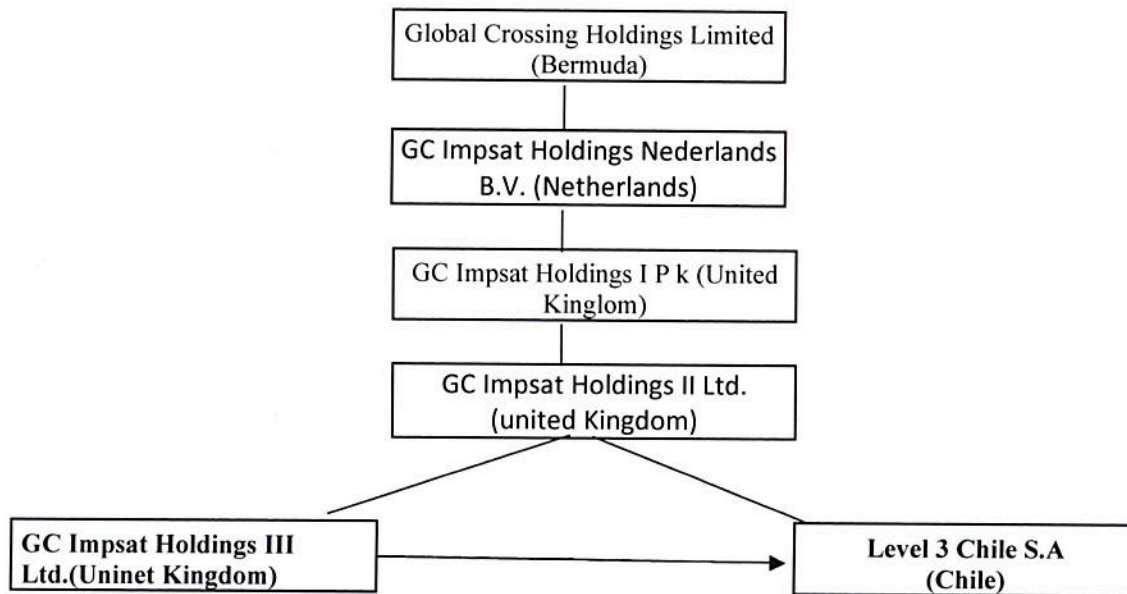 Global Crossing Holdings Limited
(Bermuda)
GC Impsat Holdings Nederlands
B.V. (Netherlands)
GC Impsat Holdings I P k (United
Kinglom)
GC Impsat Holdings II Ltd.
(united Kingdom)
GC Impsat Holdings III
Ltd.(Uninet Kingdom)
Level 3 Chile S.A
(Chile)